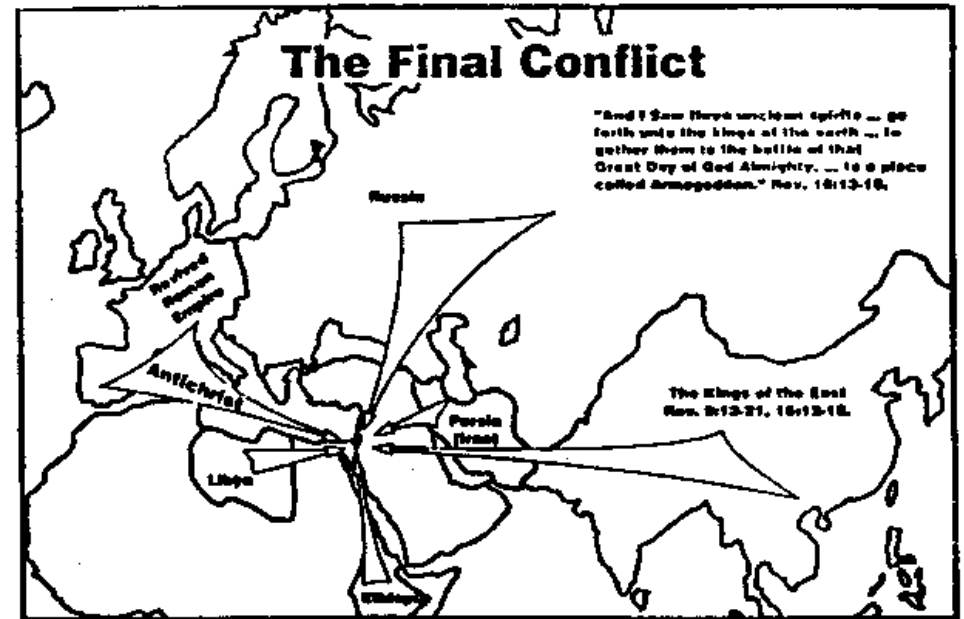 The Final Conflict
"And I Saw three unclean spirits ... go
forth unto the kings of the earth ... to
gather them to the battle of that
Great Day of God Almighty, ... to a place
called Armageddon." Rev. 16:13-16.
Russia
Revived
Roman
Empire
Antichrist
The Kings of the East
Rev. 9:13-21, 16:12-16.
Persia
(Iran)
Libya
Ethiopia